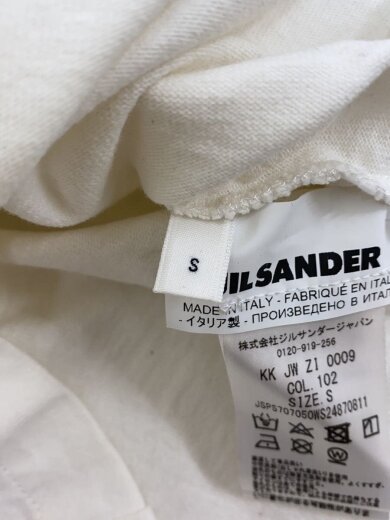 S
JIL SANDER
MADE IN ITALY - FABRIQUÉ EN ITAL
- イタリア製 - ПРОИЗВЕДЕНО В ИТАЛ
株式会社ジルサンダージャパン
0120-919-256
KK JW ZI 0009
COL.102
SIZE.S
JSPS707050WS24870811